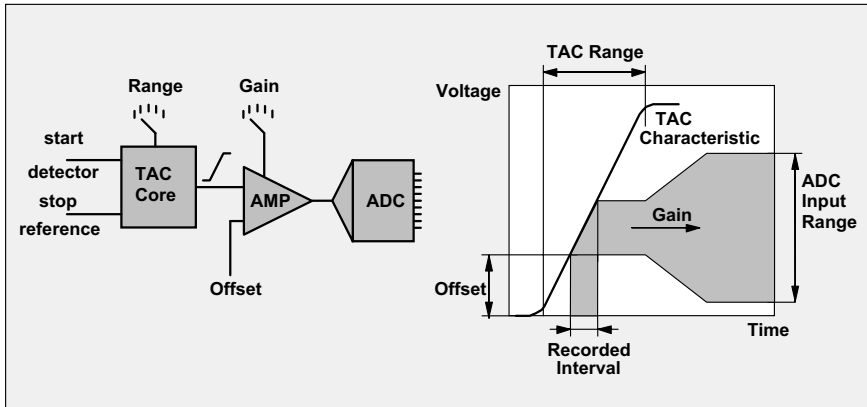 Range
Gain
start
detector
stop
reference
TAC
Core
AMP
ADC
Offset
TAC Range
Voltage
TAC
Characteristic
Gain
ADC
Input
Range
Offset
Time
Recorded
Interval